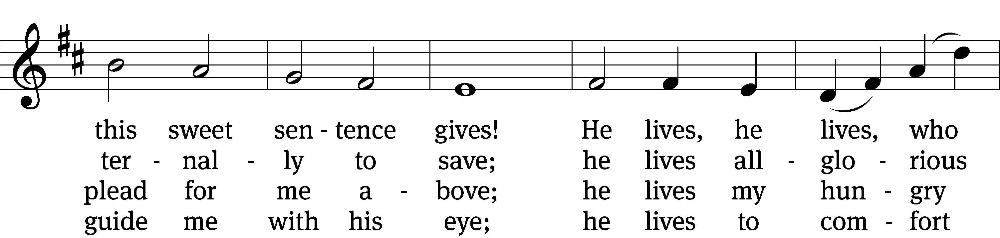 this sweet sen - tence gives! He lives, he lives, who
ter - nal - ly to save; he lives all - glo - rious
plead for me a - bove; he lives my hun - gry
guide me with his eye; he lives to com - fort